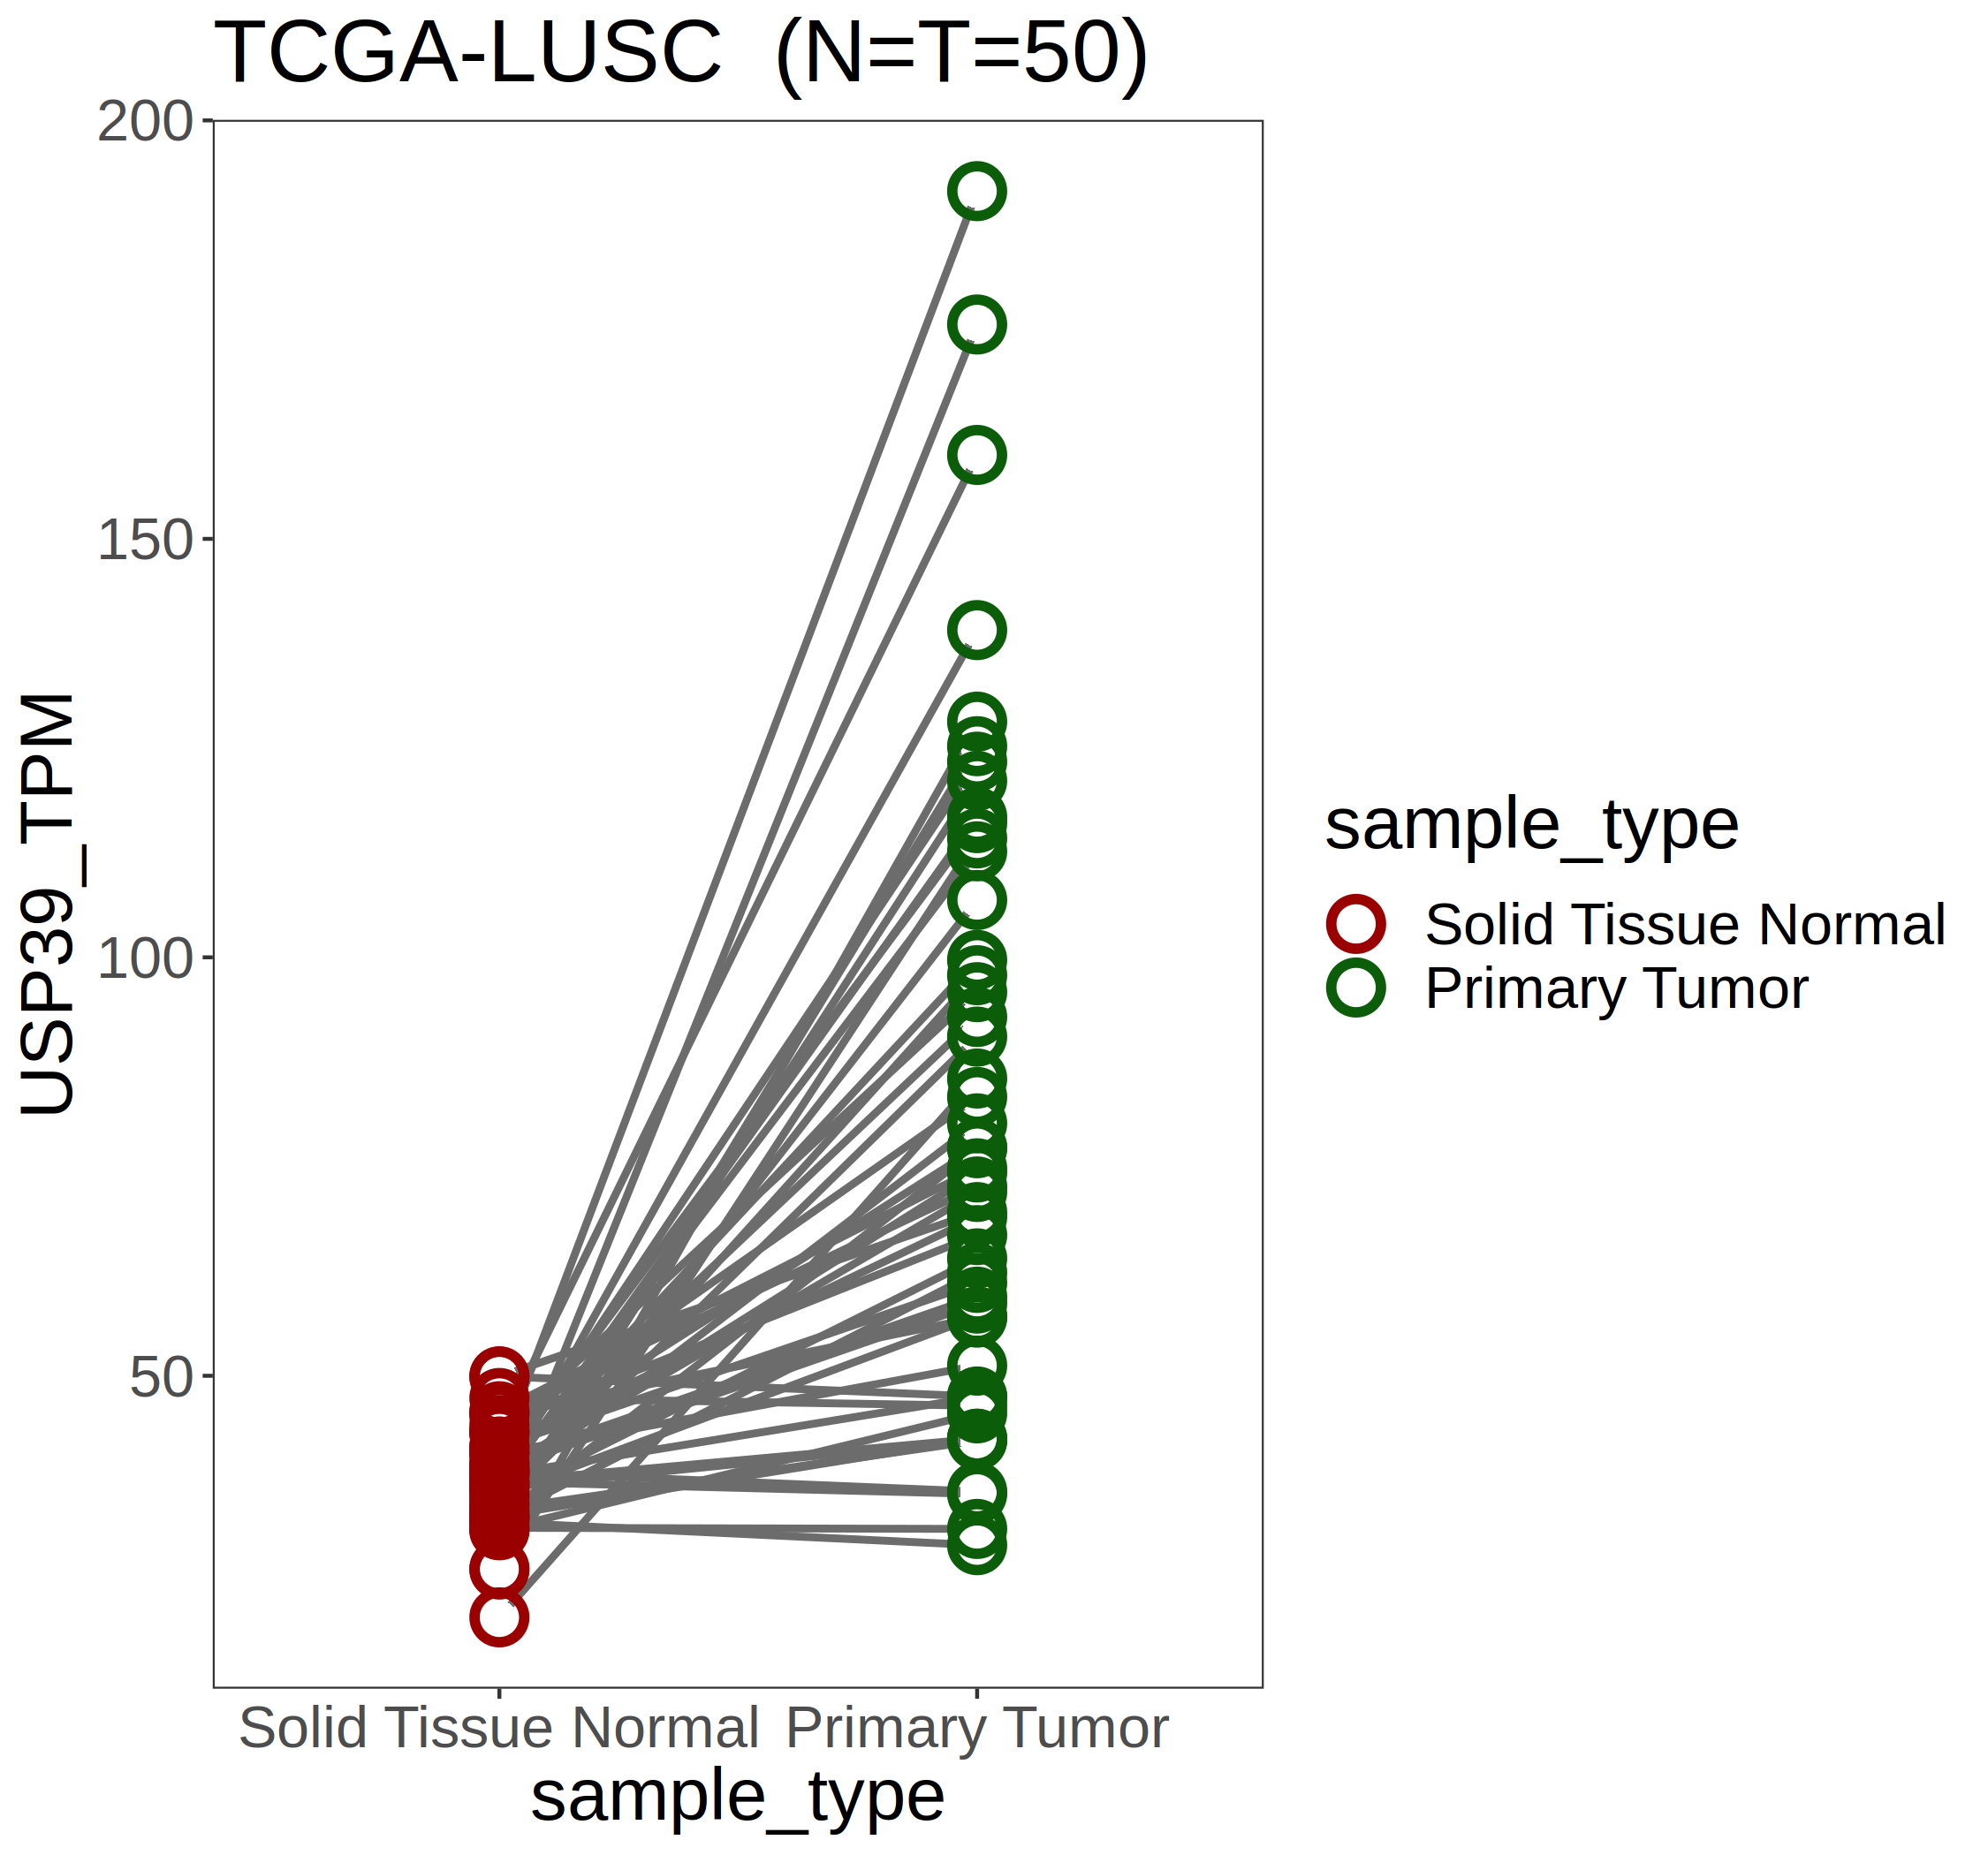 TCGA-LUSC  (N=T=50)
200
150
100
50
USP39_TPM
Solid Tissue Normal
Primary Tumor
sample_type
sample_type
Solid Tissue Normal
Primary Tumor